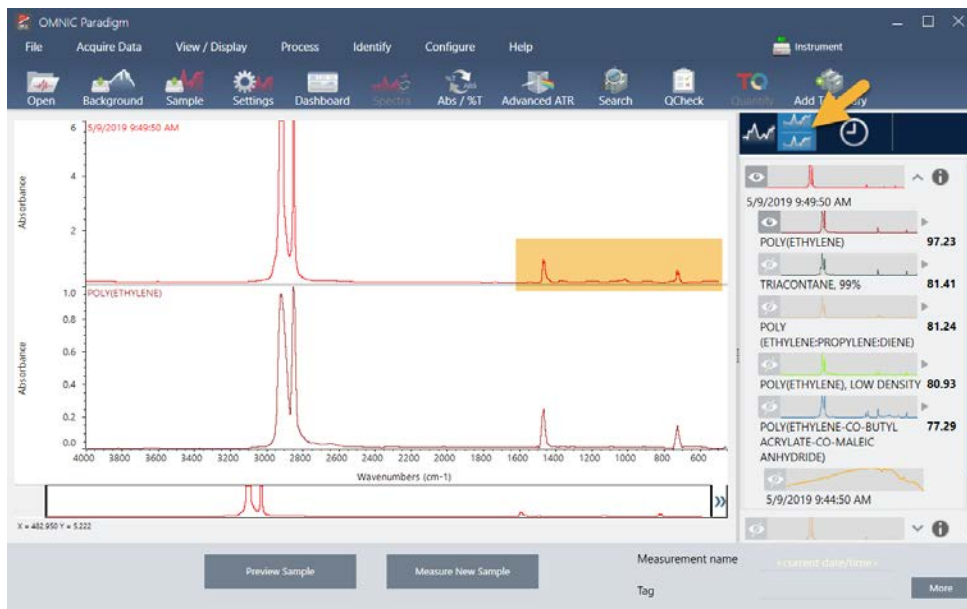 OMNIC Paradigm
File Acquire Data View / Display Process Identify Configure Help Instrument
Open Background Sample Settings Dashboard Spectra Abs / %T Advanced ATR Search QCheck Quantify Add To
TQ
5/9/2019 9:49:50 AM
6
4
2
Absorbance
POLY(ETHYLENE)
1.0
0.8
0.6
0.4
0.2
0.0
Absorbance
4000 3800 3600 3400 3200 3000 2800 2600 2400 2200 2000 1800 1600 1400 1200 1000 800 600
Wavenumbers (cm-1)
X = 482.950 Y = 5.222
5/9/2019 9:49:50 AM
POLY(ETHYLENE) 97.23
TRIACONTANE, 99% 81.41
POLY 81.24
(ETHYLENE:PROPYLENE:DIENE)
POLY(ETHYLENE), LOW DENSITY 80.93
POLY(ETHYLENE-CO-BUTYL 77.29
ACRYLATE-CO-MALEIC
ANHYDRIDE)
5/9/2019 9:44:50 AM
Preview Sample Measure New Sample
Measurement name <current date/time>
Tag
More